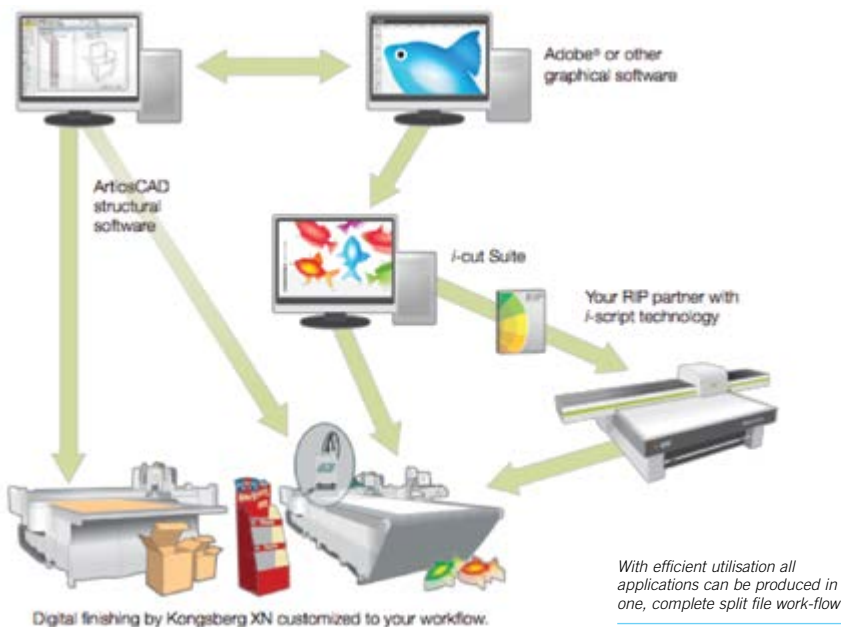 Adobe® or other
graphical software
ArtiosCAD
structural
software
i-cut Suite
RIP
Your RIP partner with
i-script technology
With efficient utilisation all
applications can be produced in
one, complete split file work-flow
Digital finishing by Kongsberg XN customized to your workflow.